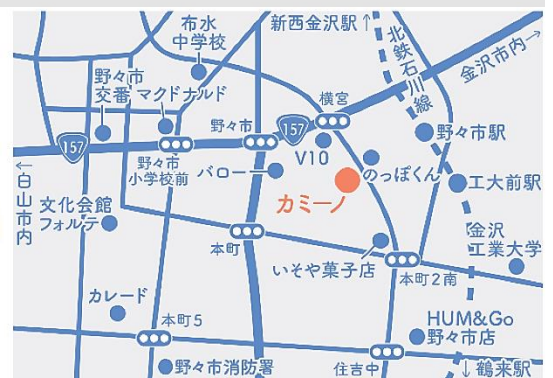 布水
中学校
新西金沢駅↑
北鉄石川線
金沢市内→
野々市
交番
マクドナルド
野々市
157
横宮
野々市駅
157
V10
野々市
小学校前
バロー
のっぽくん
工大前駅
カミーノ
←白山市内
文化会館
フォルテ
本町
いそや菓子店
本町2南
金沢
工業大学
カレード
本町5
HUM&Go
野々市店
野々市消防署
住吉中
↓鶴来駅